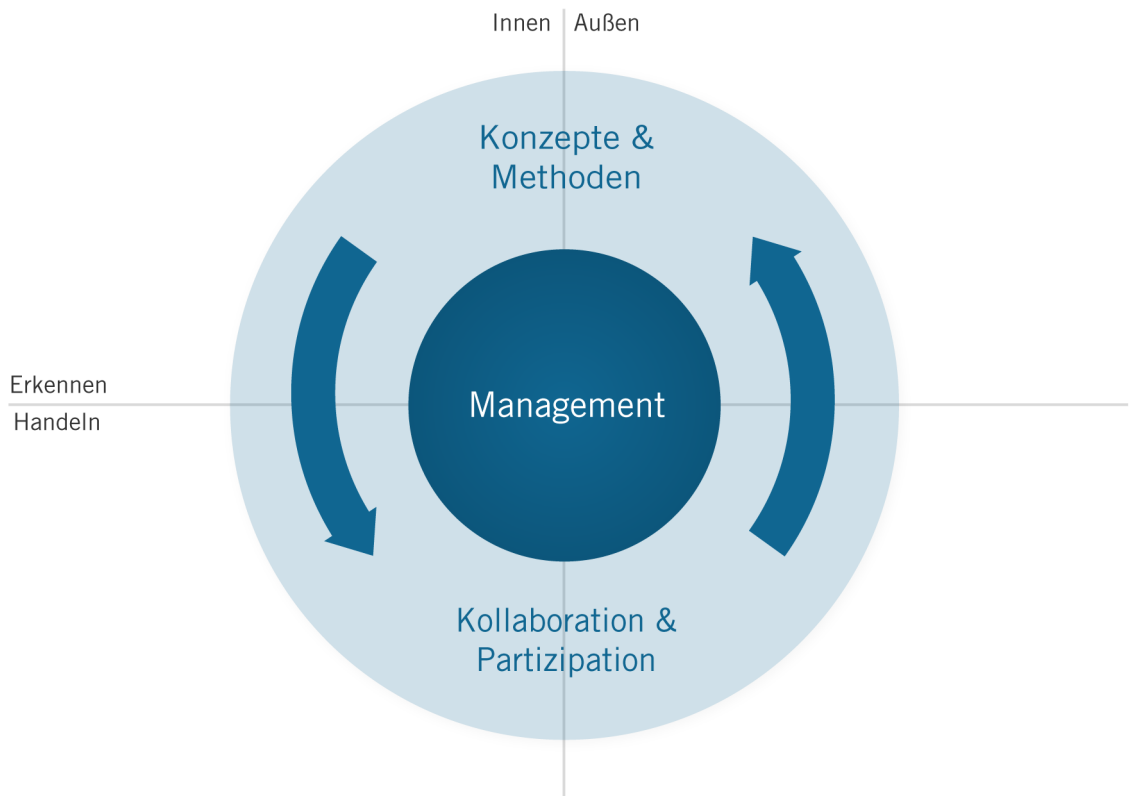 Innen Außen
Konzepte &
Methoden
Erkennen
Management
Handeln
Kollaboration &
Partizipation